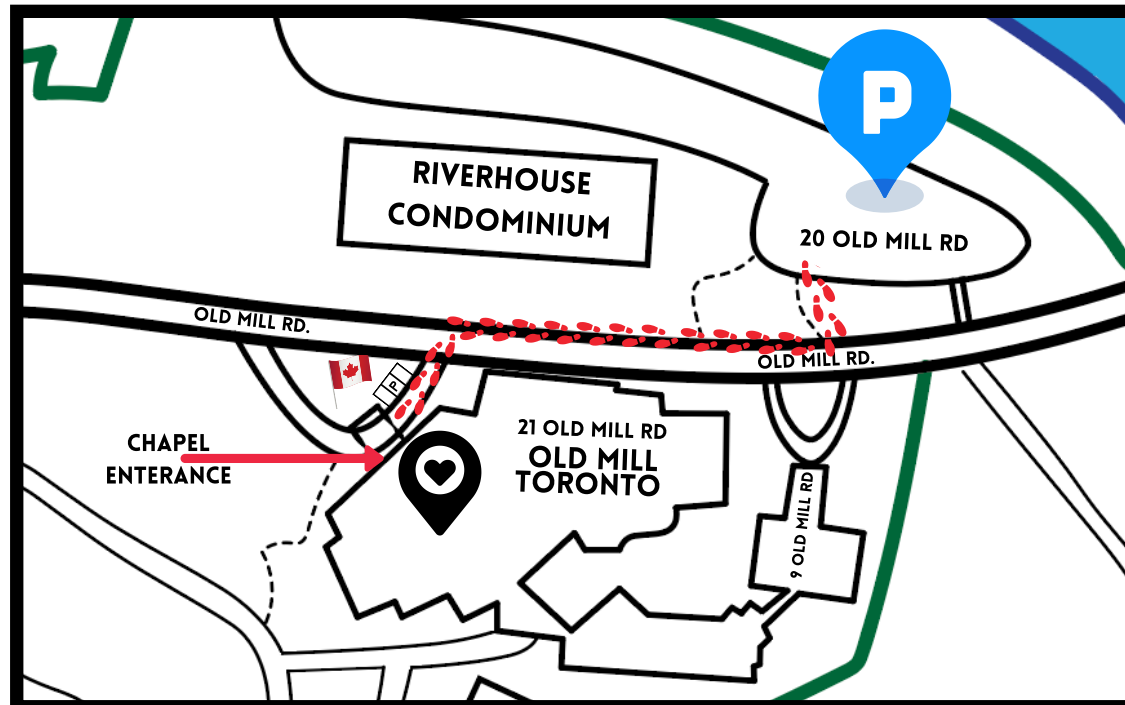 P
RIVERHOUSE
CONDOMINIUM
20 OLD MILL RD
OLD MILL RD.
OLD MILL RD.
P
21 OLD MILL RD
OLD MILL
TORONTO
CHAPEL
ENTERANCE
9 OLD MILL RD